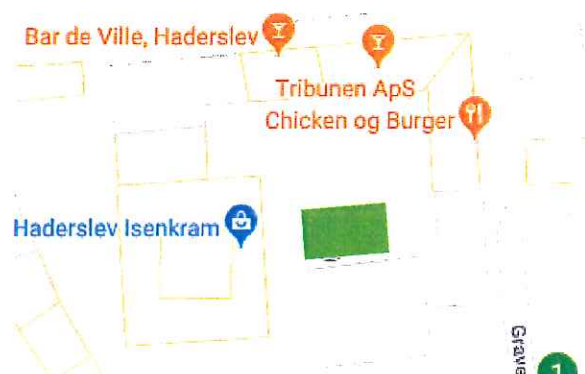 Bar de Ville, Haderslev
Tribunen ApS
Chicken og Burger
Haderslev Isenkram
Grave
1